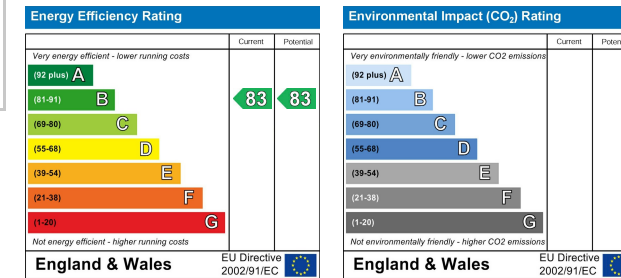 Energy Efficiency Rating
Current Potential
Very energy efficient - lower running costs
(92 plus) A
(81-91) B
83 83
(69-80) C
(55-68) D
(39-54) E
(21-38) F
(1-20) G
Not energy efficient - higher running costs
England & Wales
EU Directive
2002/91/EC
Environmental Impact (CO₂) Rating
Current Poten
Very environmentally friendly - lower CO2 emissions
(92 plus) A
(81-91) B
(69-80) C
(55-68) D
(39-54) E
(21-38) F
(1-20) G
Not environmentally friendly - higher CO2 emissions
England & Wales
EU Directive
2002/91/EC